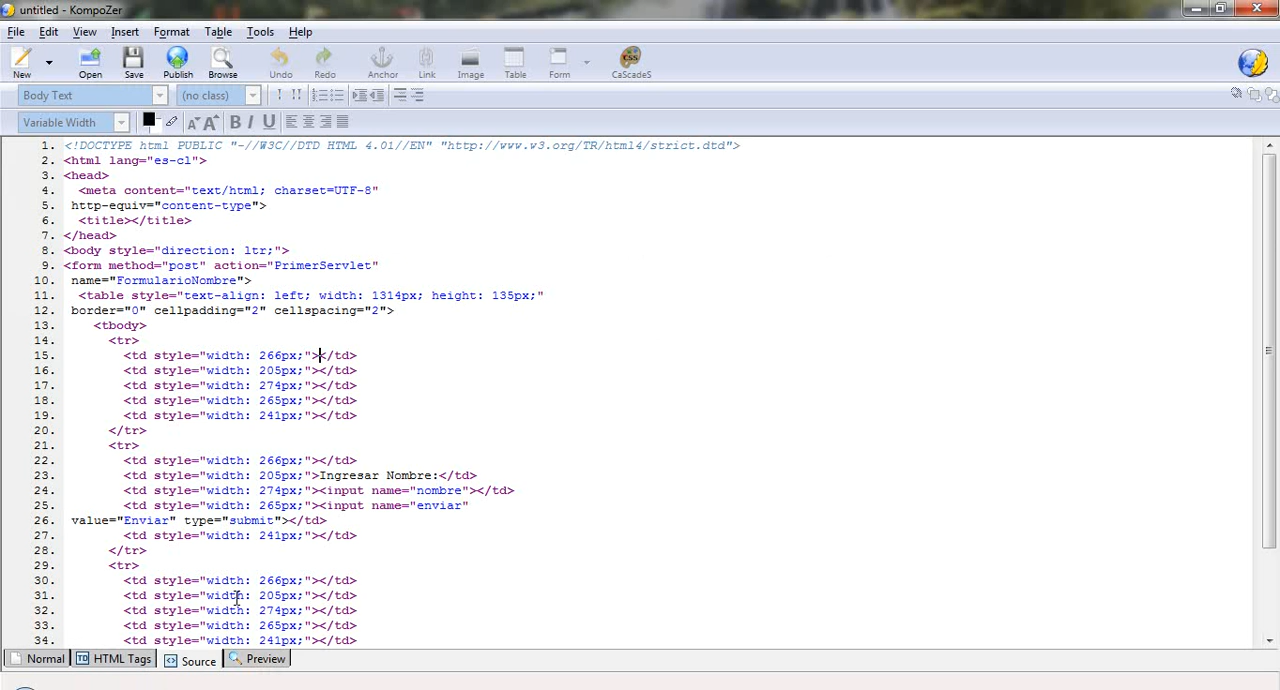 untitled - KompoZer
File Edit View Insert Format Table Tools Help
New Open Save Publish Browse Undo Redo Anchor Link Image Table Form CaScadeS
Body Text (no class)
Variable Width A A B I U
1. <!DOCTYPE html PUBLIC "-//W3C//DTD HTML 4.01//EN" "http://www.w3.org/TR/html4/strict.dtd">
2. <html lang="es-cl">
3. <head>
4. <meta content="text/html; charset=UTF-8"
5. http-equiv="content-type">
6. <title></title>
7. </head>
8. <body style="direction: ltr;">
9. <form method="post" action="PrimerServlet"
10. name="FormularioNombre">
11. <table style="text-align: left; width: 1314px; height: 135px;"
12. border="0" cellpadding="2" cellspacing="2">
13. <tbody>
14. <tr>
15. <td style="width: 266px;"></td>
16. <td style="width: 205px;"></td>
17. <td style="width: 274px;"></td>
18. <td style="width: 265px;"></td>
19. <td style="width: 241px;"></td>
20. </tr>
21. <tr>
22. <td style="width: 266px;"></td>
23. <td style="width: 205px;">Ingresar Nombre:</td>
24. <td style="width: 274px;"><input name="nombre"></td>
25. <td style="width: 265px;"><input name="enviar"
26. value="Enviar" type="submit"></td>
27. <td style="width: 241px;"></td>
28. </tr>
29. <tr>
30. <td style="width: 266px;"></td>
31. <td style="width: 205px;"></td>
32. <td style="width: 274px;"></td>
33. <td style="width: 265px;"></td>
34. <td style="width: 241px;"></td>
Normal HTML Tags Source Preview